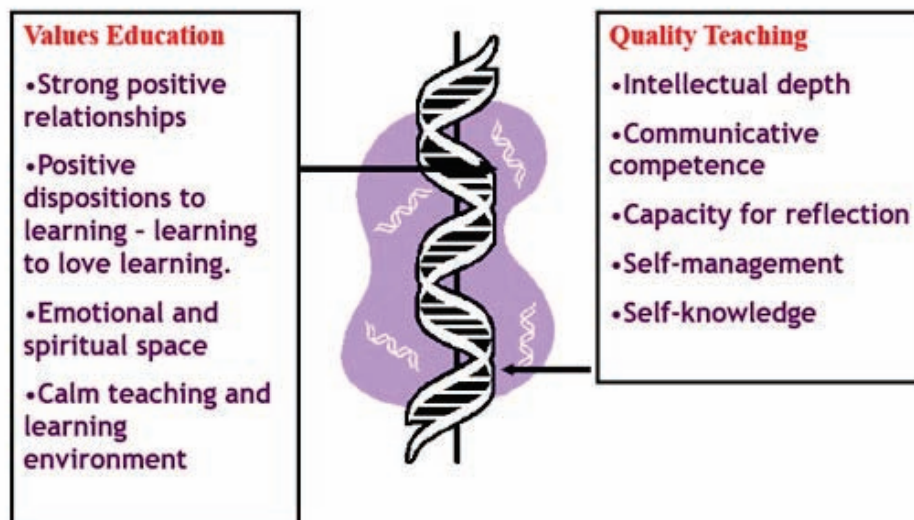 Values Education
•Strong positive
relationships
•Positive
dispositions to
learning - learning
to love learning.
•Emotional and
spiritual space
•Calm teaching and
learning
environment
Quality Teaching
•Intellectual depth
•Communicative
competence
•Capacity for reflection
•Self-management
•Self-knowledge